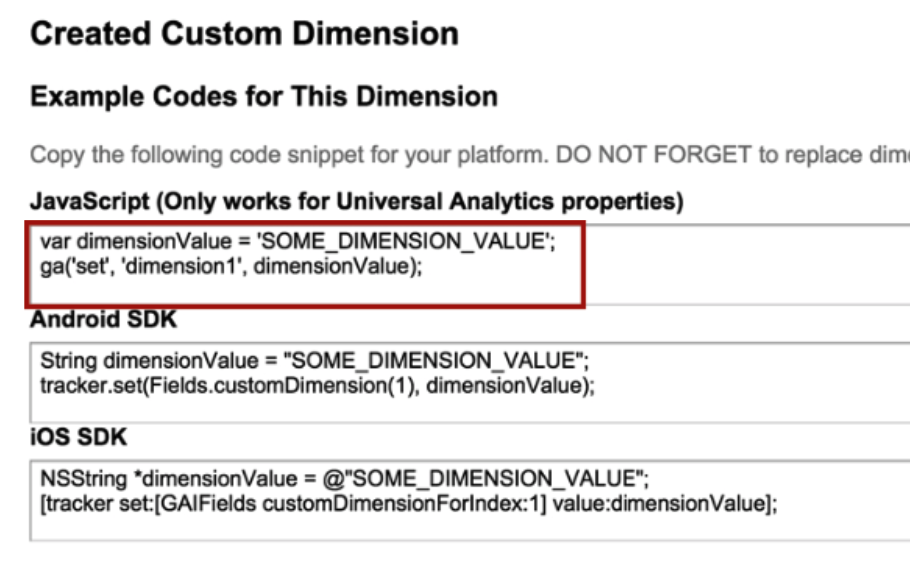 Created Custom Dimension
Example Codes for This Dimension
Copy the following code snippet for your platform. DO NOT FORGET to replace
JavaScript (Only works for Universal Analytics properties)
var dimensionValue = 'SOME_DIMENSION_VALUE';
ga('set', 'dimension1', dimensionValue);
Android SDK
String dimensionValue = "SOME_DIMENSION_VALUE";
tracker.set(Fields.customDimension(1), dimensionValue);
iOS SDK
NSString *dimensionValue = @"SOME_DIMENSION_VALUE";
[tracker set:[GAIFields customDimensionForIndex:1] value:dimensionValue];